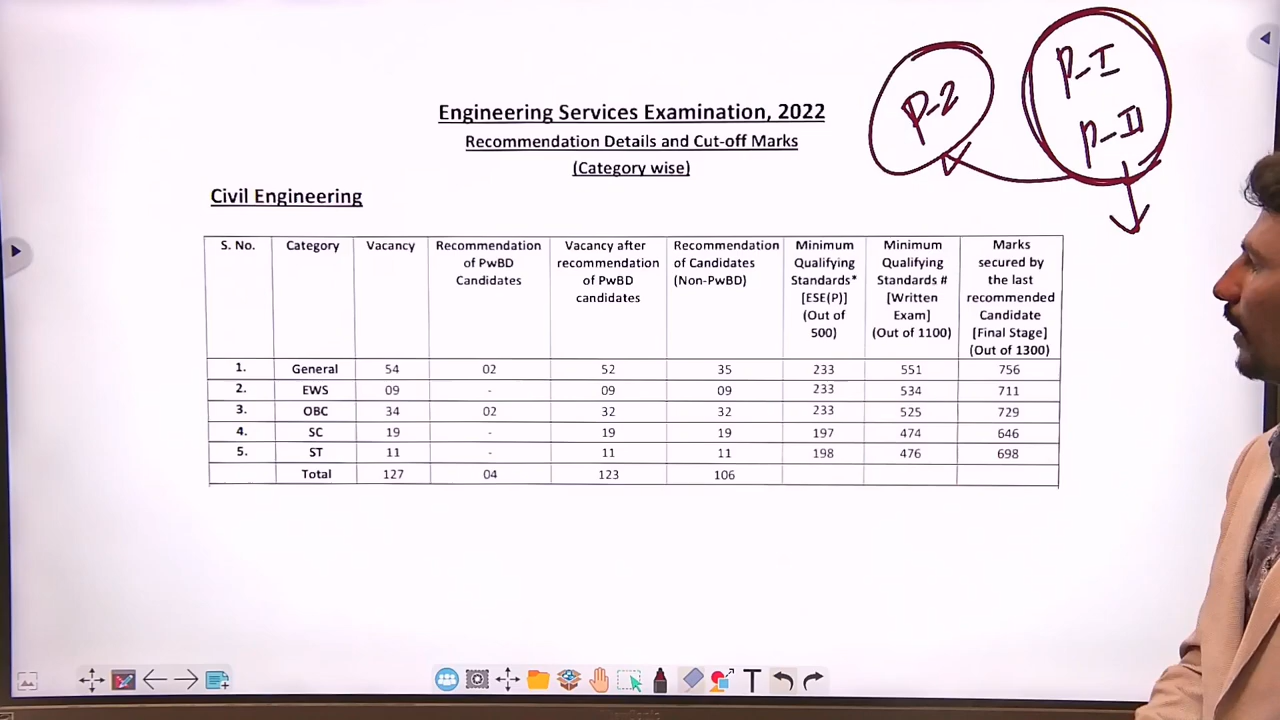 P-I
P-2
P-II
Engineering Services Examination, 2022
Recommendation Details and Cut-off Marks
(Category wise)
Civil Engineering
S. No. Category Vacancy Recommendation of PwBD Candidates Vacancy after recommendation of PwBD candidates Recommendation of Candidates (Non-PwBD) Minimum Qualifying Standards* [ESE(P)] (Out of 500) Minimum Qualifying Standards # [Written Exam] (Out of 1100) Marks secured by the last recommended Candidate [Final Stage] (Out of 1300)
1. General 54 02 52 35 233 551 756
2. EWS 09 - 09 09 233 534 711
3. OBC 34 02 32 32 233 525 729
4. SC 19 - 19 19 197 474 646
5. ST 11 - 11 11 198 476 698
Total 127 04 123 106